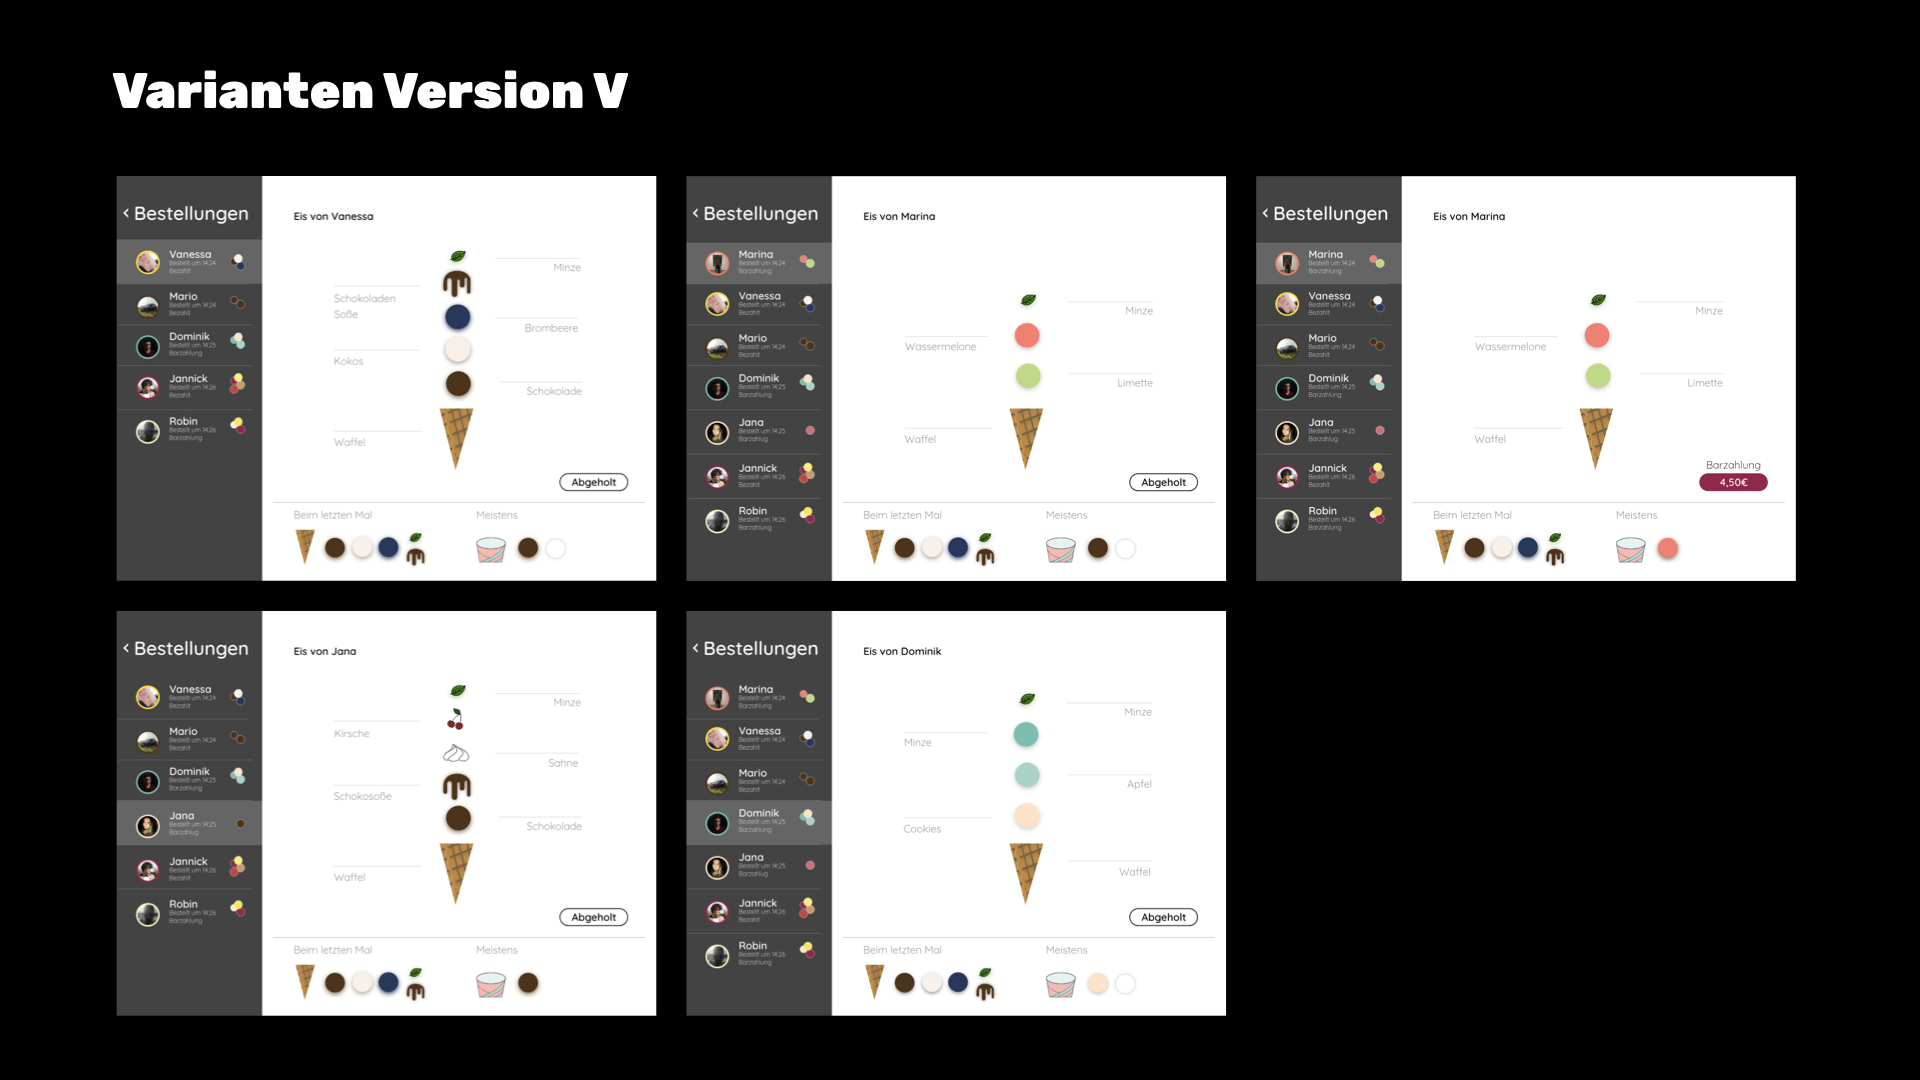 Varianten Version V
< Bestellungen
Vanessa
Bestellt um 14:24
Bezahlt
Mario
Bestellt um 14:24
Bezahlt
Dominik
Bestellt um 14:25
Barzahlung
Jannick
Bestellt um 14:26
Bezahlt
Robin
Bestellt um 14:26
Barzahlung
Eis von Vanessa
Minze
Schokoladen
Soße
Brombeere
Kokos
Schokolade
Waffel
Abgeholt
Beim letzten Mal
Meistens
< Bestellungen
Marina
Bestellt um 14:24
Barzahlung
Vanessa
Bestellt um 14:24
Bezahlt
Mario
Bestellt um 14:24
Bezahlt
Dominik
Bestellt um 14:25
Barzahlung
Jana
Bestellt um 14:25
Barzahlug
Jannick
Bestellt um 14:26
Bezahlt
Robin
Bestellt um 14:26
Barzahlung
Eis von Marina
Minze
Wassermelone
Limette
Waffel
Abgeholt
Beim letzten Mal
Meistens
< Bestellungen
Marina
Bestellt um 14:24
Barzahlung
Vanessa
Bestellt um 14:24
Bezahlt
Mario
Bestellt um 14:24
Bezahlt
Dominik
Bestellt um 14:25
Barzahlung
Jana
Bestellt um 14:25
Barzahlug
Jannick
Bestellt um 14:26
Bezahlt
Robin
Bestellt um 14:26
Barzahlung
Eis von Marina
Minze
Wassermelone
Limette
Waffel
Barzahlung
4,50€
Beim letzten Mal
Meistens
< Bestellungen
Vanessa
Bestellt um 14:24
Bezahlt
Mario
Bestellt um 14:24
Bezahlt
Dominik
Bestellt um 14:25
Barzahlung
Jana
Bestellt um 14:25
Barzahlug
Jannick
Bestellt um 14:26
Bezahlt
Robin
Bestellt um 14:26
Barzahlung
Eis von Jana
Minze
Kirsche
Sahne
Schokosoße
Schokolade
Waffel
Abgeholt
Beim letzten Mal
Meistens
< Bestellungen
Marina
Bestellt um 14:24
Barzahlung
Vanessa
Bestellt um 14:24
Bezahlt
Mario
Bestellt um 14:24
Bezahlt
Dominik
Bestellt um 14:25
Barzahlung
Jana
Bestellt um 14:25
Barzahlug
Jannick
Bestellt um 14:26
Bezahlt
Robin
Bestellt um 14:26
Barzahlung
Eis von Dominik
Minze
Minze
Apfel
Cookies
Waffel
Abgeholt
Beim letzten Mal
Meistens